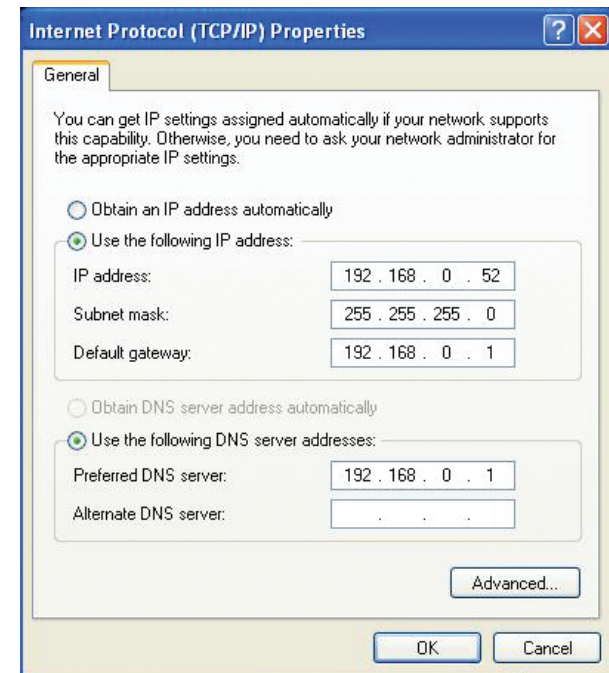 Internet Protocol (TCP/IP) Properties
General
You can get IP settings assigned automatically if your network supports
this capability. Otherwise, you need to ask your network administrator for
the appropriate IP settings.
Obtain an IP address automatically
Use the following IP address:
IP address: 192 . 168 . 0 . 52
Subnet mask: 255 . 255 . 255 . 0
Default gateway: 192 . 168 . 0 . 1
Obtain DNS server address automatically
Use the following DNS server addresses:
Preferred DNS server: 192 . 168 . 0 . 1
Alternate DNS server: . . .
Advanced...
OK Cancel